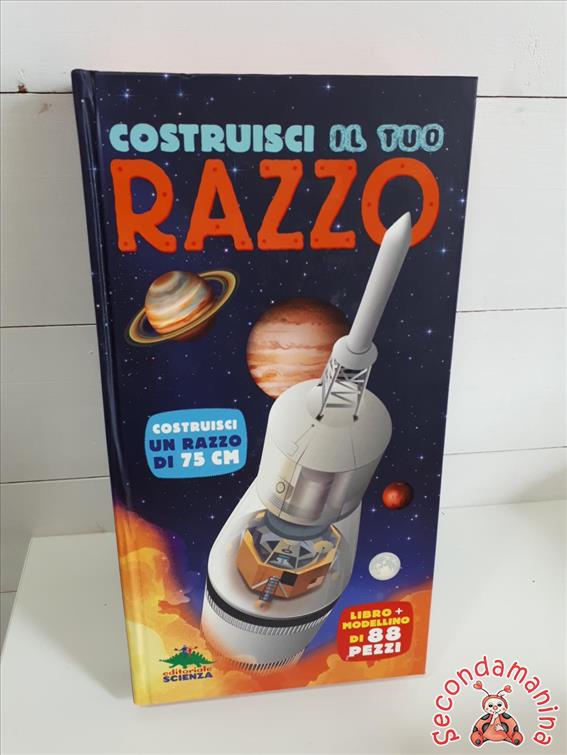 COSTRUISCI IL TUO
RAZZO
COSTRUISCI
UN RAZZO
DI 75 CM
LIBRO +
MODELLINO
DI 88
PEZZI
editoriale
SCIENZA
Secondamanina